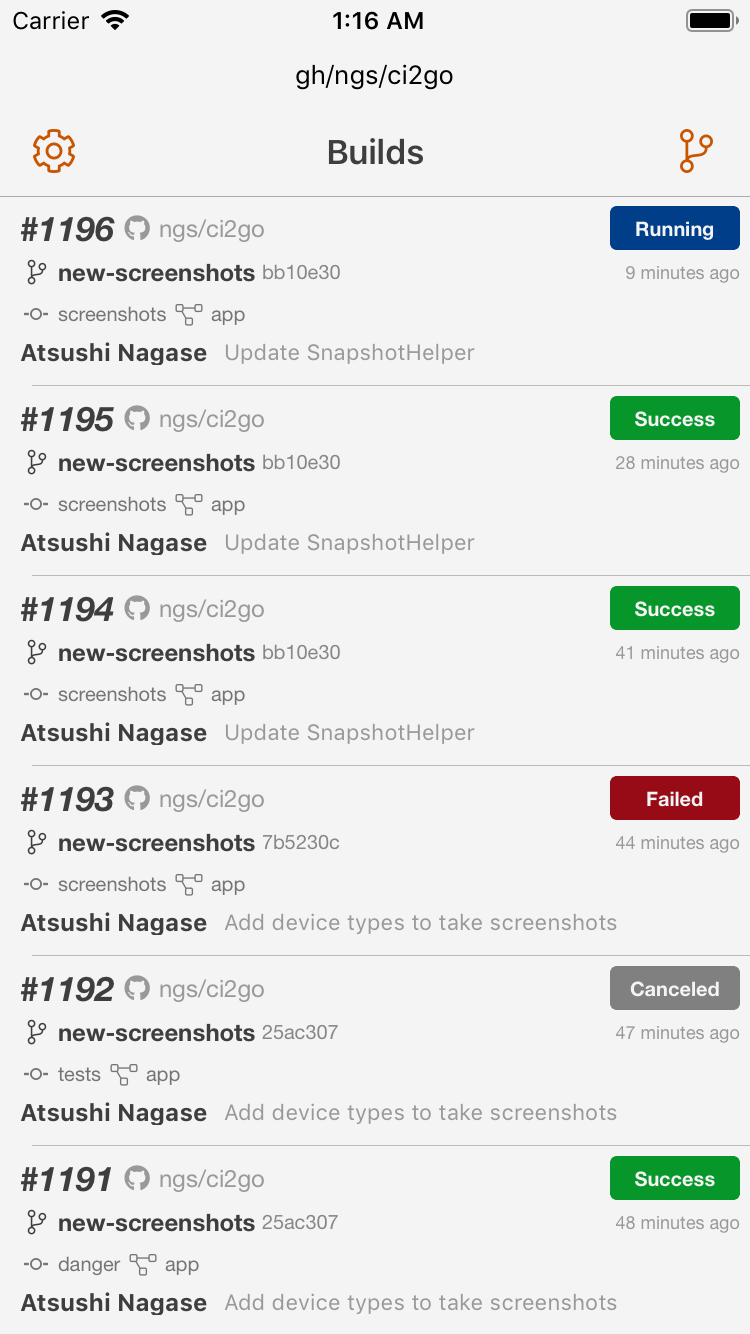 Carrier 1:16 AM
gh/ngs/ci2go
Builds
#1196 ngs/ci2go Running
new-screenshots bb10e30 9 minutes ago
screenshots app
Atsushi Nagase Update SnapshotHelper
#1195 ngs/ci2go Success
new-screenshots bb10e30 28 minutes ago
screenshots app
Atsushi Nagase Update SnapshotHelper
#1194 ngs/ci2go Success
new-screenshots bb10e30 41 minutes ago
screenshots app
Atsushi Nagase Update SnapshotHelper
#1193 ngs/ci2go Failed
new-screenshots 7b5230c 44 minutes ago
screenshots app
Atsushi Nagase Add device types to take screenshots
#1192 ngs/ci2go Canceled
new-screenshots 25ac307 47 minutes ago
tests app
Atsushi Nagase Add device types to take screenshots
#1191 ngs/ci2go Success
new-screenshots 25ac307 48 minutes ago
danger app
Atsushi Nagase Add device types to take screenshots